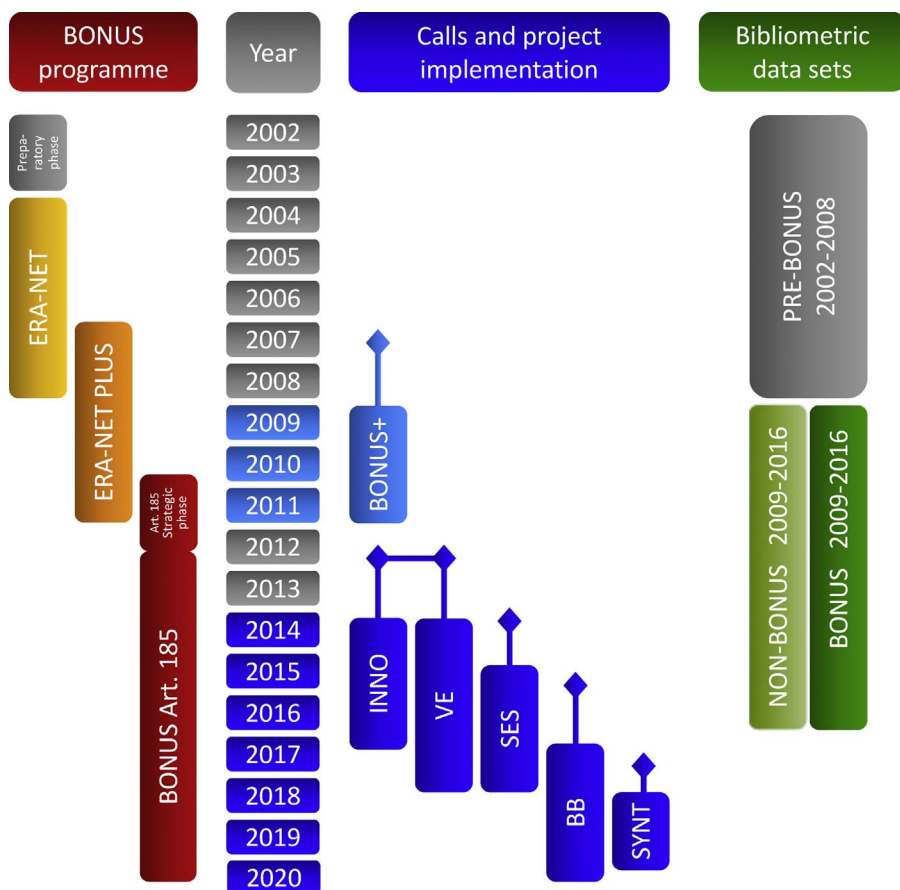 BONUS
programme
Year
Calls and project
implementation
Bibliometric
data sets
Prepa-
ratory
phase
ERA-NET
ERA-NET PLUS
Art. 185
Strategic
phase
BONUS Art. 185
2002
2003
2004
2005
2006
2007
2008
2009
2010
2011
2012
2013
2014
2015
2016
2017
2018
2019
2020
BONUS+
INNO
VE
SES
BB
SYNT
PRE-BONUS
2002-2008
NON-BONUS 2009-2016
BONUS 2009-2016